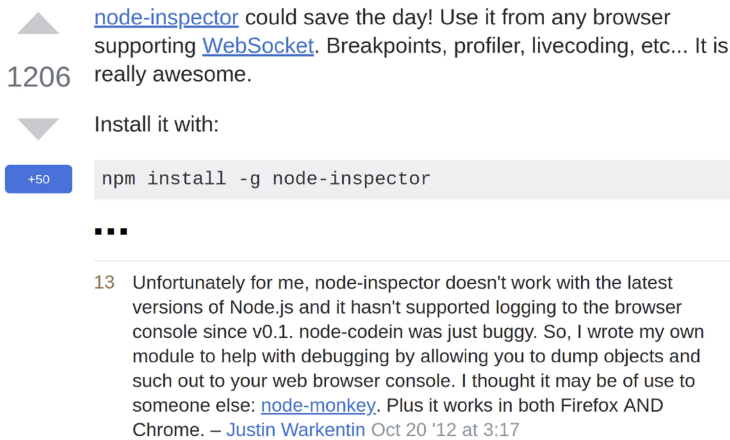 node-inspector could save the day! Use it from any browser
supporting WebSocket. Breakpoints, profiler, livecoding, etc... It is
really awesome.
1206
Install it with:
+50
npm install -g node-inspector
...
13 Unfortunately for me, node-inspector doesn't work with the latest
versions of Node.js and it hasn't supported logging to the browser
console since v0.1. node-codein was just buggy. So, I wrote my own
module to help with debugging by allowing you to dump objects and
such out to your web browser console. I thought it may be of use to
someone else: node-monkey. Plus it works in both Firefox AND
Chrome. – Justin Warkentin Oct 20 '12 at 3:17